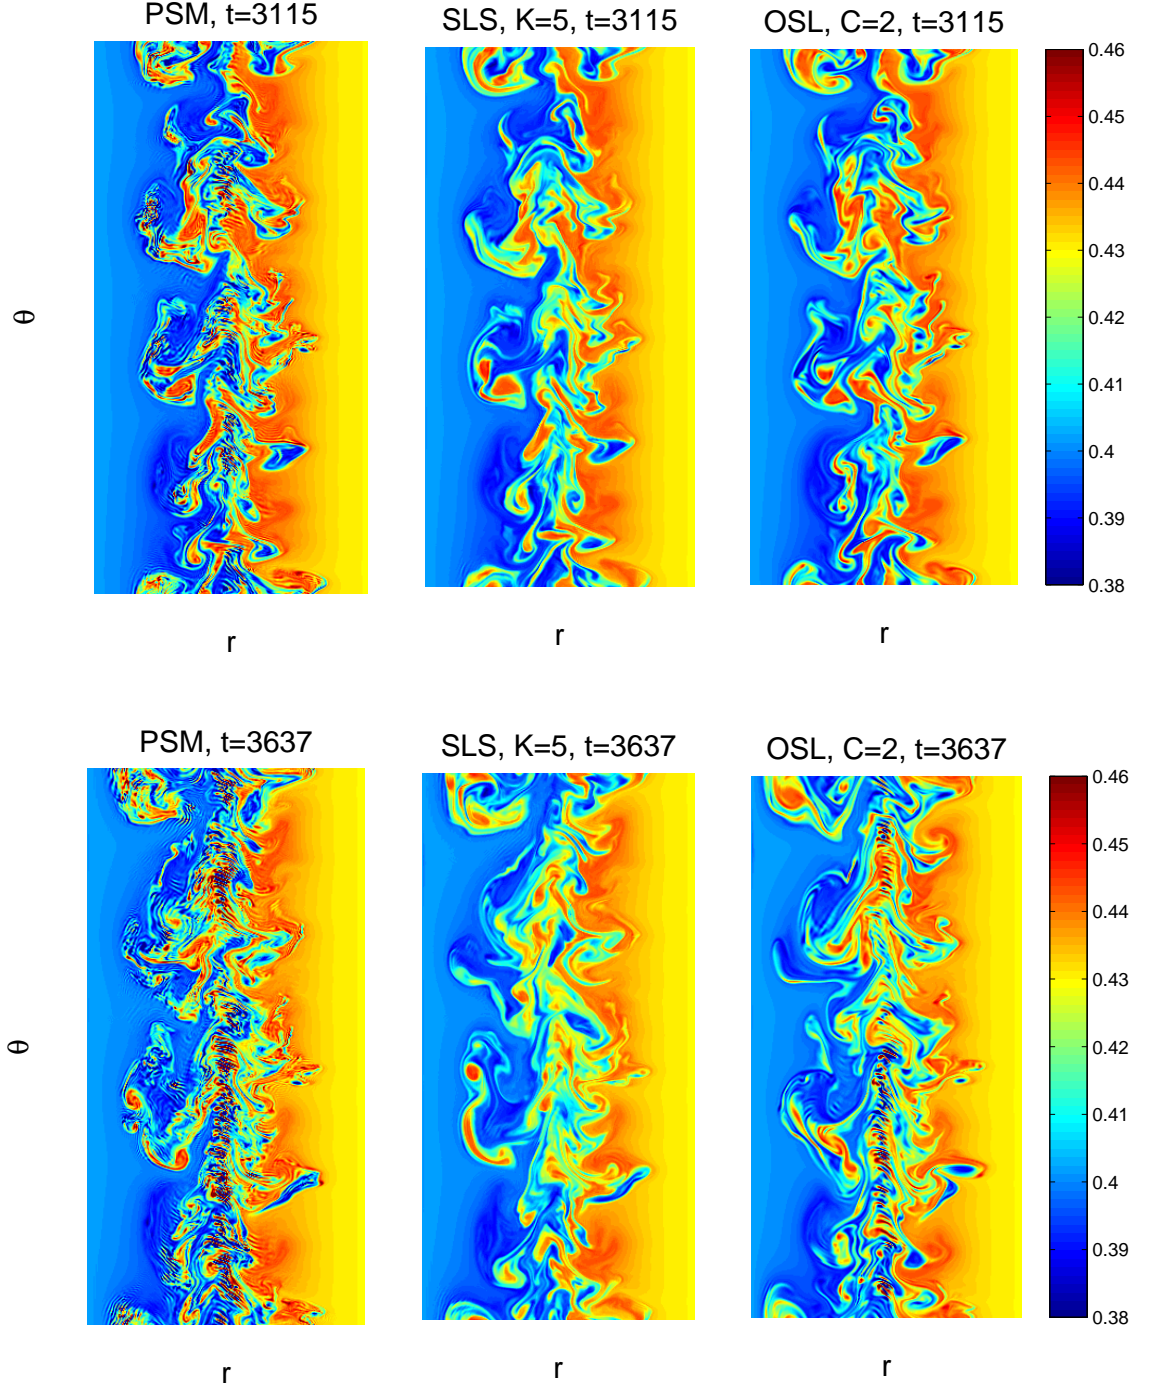 PSM, t=3115
SLS, K=5, t=3115
OSL, C=2, t=3115
0.46
0.45
0.44
0.43
0.42
0.41
0.4
0.39
0.38
θ
r
r
r
PSM, t=3637
SLS, K=5, t=3637
OSL, C=2, t=3637
0.46
0.45
0.44
0.43
0.42
0.41
0.4
0.39
0.38
θ
r
r
r